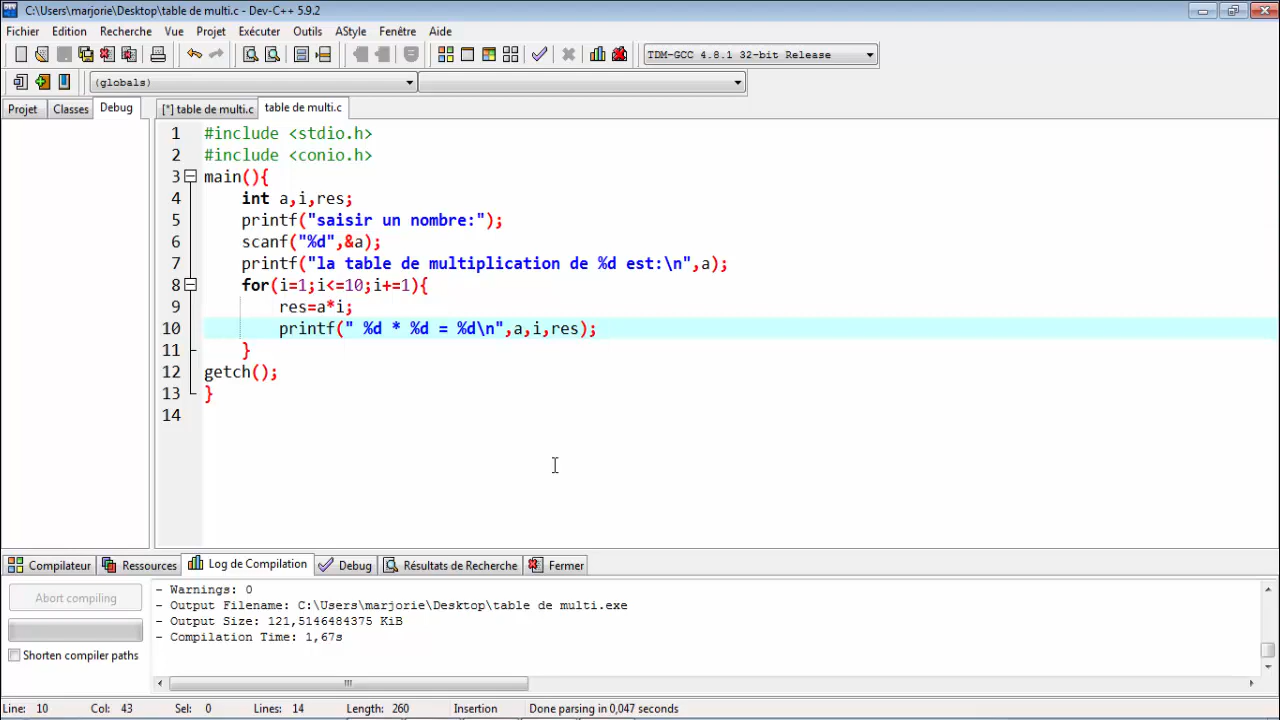 C:\Users\marjorie\Desktop\table de multi.c - Dev-C++ 5.9.2
Fichier Edition Recherche Vue Projet Exécuter Outils AStyle Fenêtre Aide
TDM-GCC 4.8.1 32-bit Release
(globals)
Projet Classes Debug [*] table de multi.c table de multi.c
1 #include <stdio.h>
2 #include <conio.h>
3 main(){
4 int a,i,res;
5 printf("saisir un nombre:");
6 scanf("%d",&a);
7 printf("la table de multiplication de %d est:\n",a);
8 for(i=1;i<=10;i+=1){
9 res=a*i;
10 printf(" %d * %d = %d\n",a,i,res);
11 }
12 getch();
13 }
14
Compilateur Ressources Log de Compilation Debug Résultats de Recherche Fermer
Abort compiling
Shorten compiler paths
- Warnings: 0
- Output Filename: C:\Users\marjorie\Desktop\table de multi.exe
- Output Size: 121,5146484375 KiB
- Compilation Time: 1,67s
Line: 10 Col: 43 Sel: 0 Lines: 14 Length: 260 Insertion Done parsing in 0,047 seconds